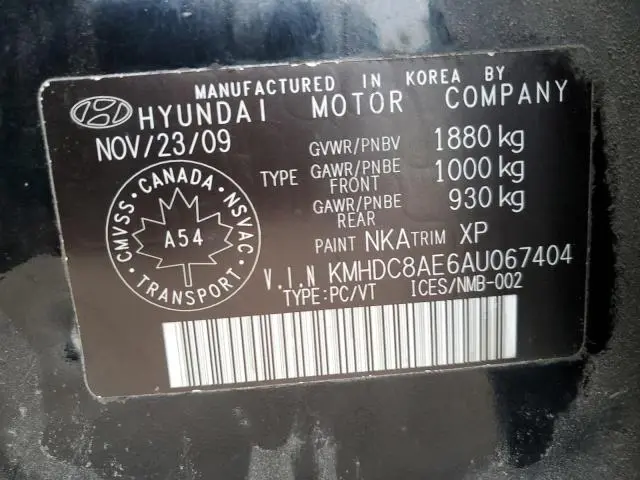 MANUFACTURED IN KOREA BY
HYUNDAI MOTOR COMPANY
NOV/23/09
GVWR/PNBV 1880 kg
TYPE GAWR/PNBE FRONT 1000 kg
GAWR/PNBE REAR 930 kg
CANADA
CMVSS NSVAC
A54
TRANSPORT
PAINT NKA TRIM XP
V.I.N KMHDC8AE6AU067404
TYPE:PC/VT ICES/NMB-002